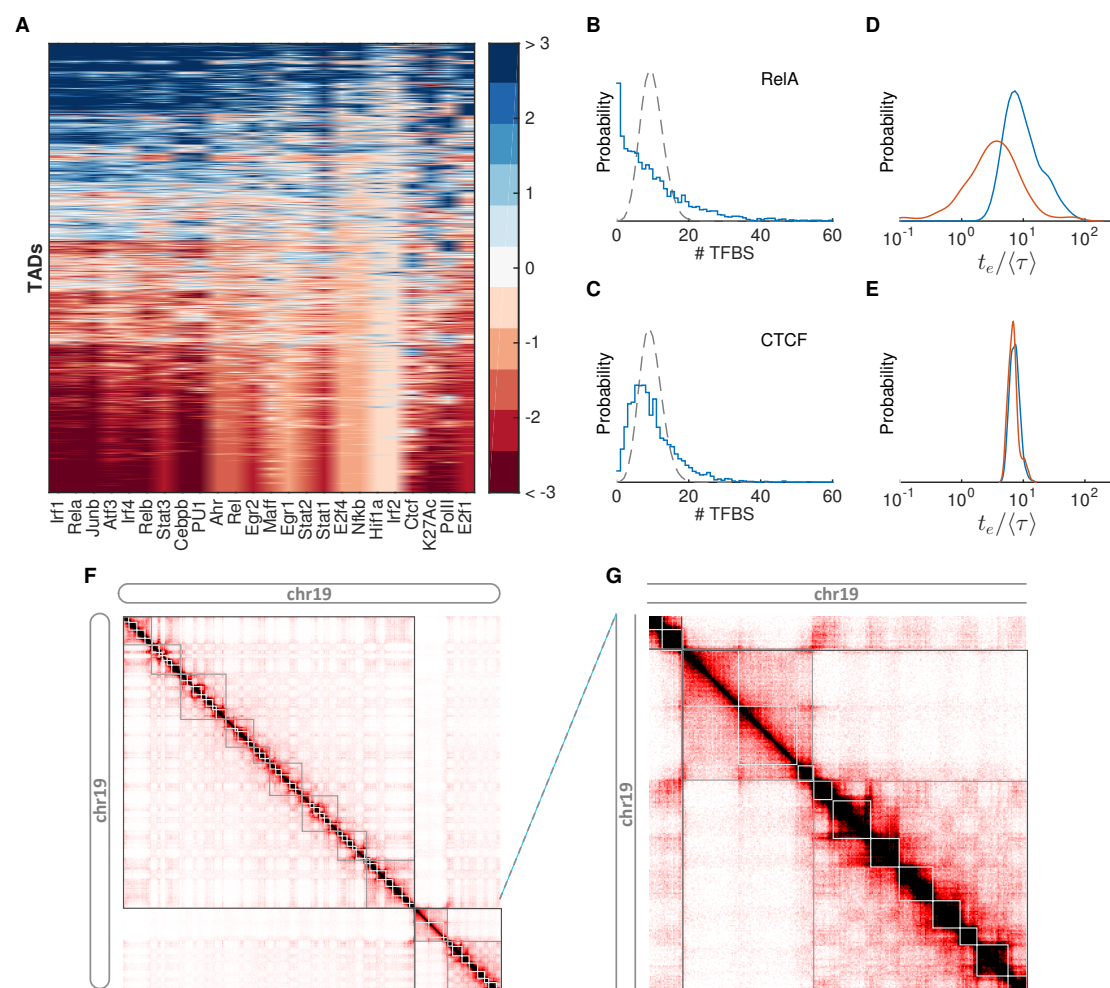 A
> 3
2
1
0
-1
-2
< -3
TADs
Irf1
Rela
Junb
Atf3
Irf4
Relb
Stat3
Cebpb
PU1
Ahr
Rel
Egr2
Maff
Egr1
Stat2
Stat1
E2f4
Nfkb
Hif1a
Irf2
Ctcf
K27Ac
PolII
E2f1
B
RelA
Probability
0 20 40 60
# TFBS
C
CTCF
Probability
0 20 40 60
# TFBS
D
Probability
10⁻¹ 10⁰ 10¹ 10²
tₑ/⟨τ⟩
E
Probability
10⁻¹ 10⁰ 10¹ 10²
tₑ/⟨τ⟩
F
chr19
chr19
G
chr19
chr19